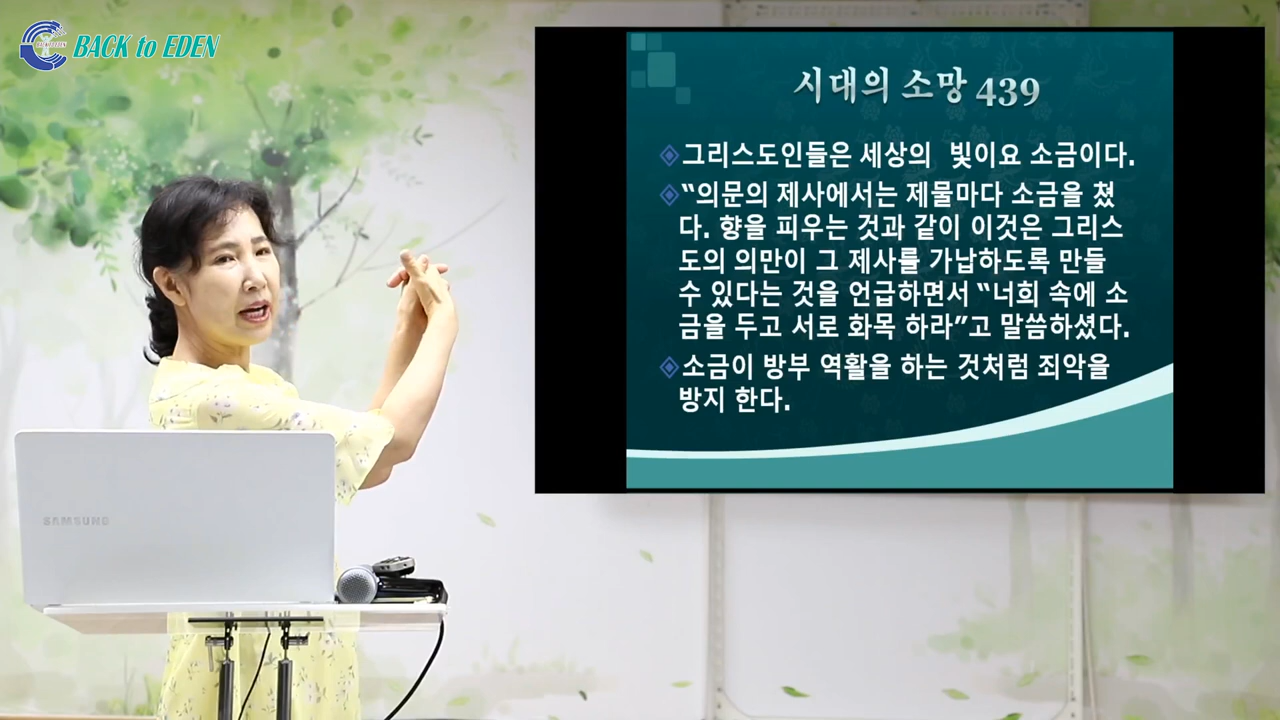 BACK to EDEN
시대의 소망 439
그리스도인들은 세상의 빛이요 소금이다.
“의문의 제사에서는 제물마다 소금을 쳤
다. 향을 피우는 것과 같이 이것은 그리스
도의 의만이 그 제사를 가납하도록 만들
수 있다는 것을 언급하면서 “너희 속에 소
금을 두고 서로 화목 하라”고 말씀하셨다.
소금이 방부 역활을 하는 것처럼 죄악을
방지 한다.
SAMSUNG